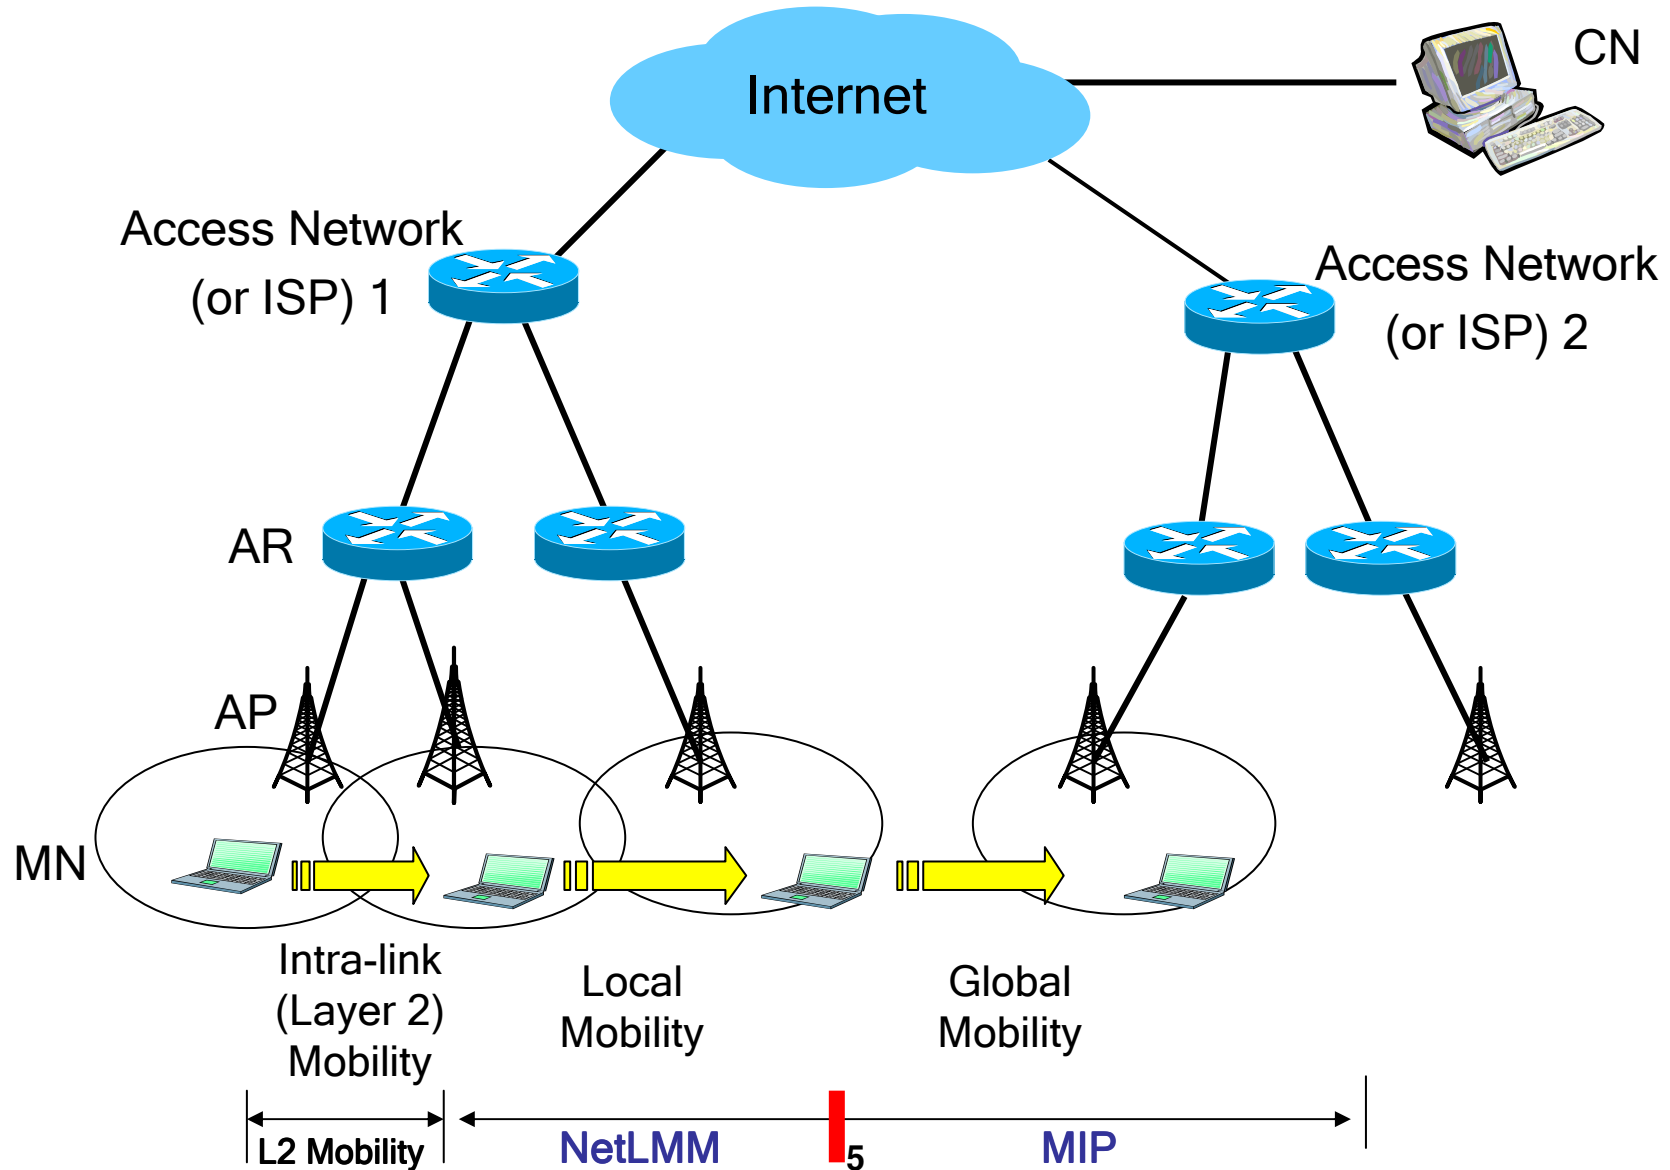 Internet
CN
Access Network
(or ISP) 1
Access Network
(or ISP) 2
AR
AP
MN
Intra-link
(Layer 2)
Mobility
Local
Mobility
Global
Mobility
L2 Mobility
NetLMM
5
MIP